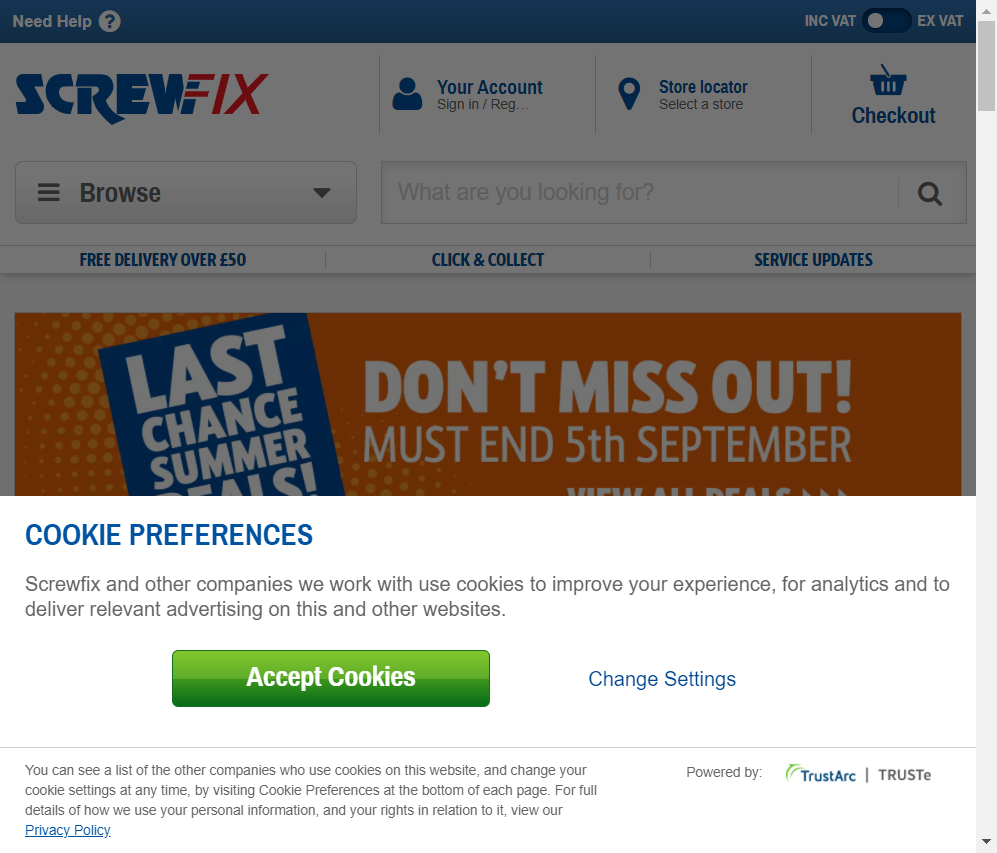 Need Help ?
INC VAT EX VAT
SCREWFIX
Your Account
Sign in / Reg...
Store locator
Select a store
Checkout
Browse
What are you looking for?
FREE DELIVERY OVER £50
CLICK & COLLECT
SERVICE UPDATES
LAST
CHANCE
SUMMER
DEALS!
DON'T MISS OUT!
MUST END 5th SEPTEMBER
VIEW ALL DEALS >>>
COOKIE PREFERENCES
Screwfix and other companies we work with use cookies to improve your experience, for analytics and to
deliver relevant advertising on this and other websites.
Accept Cookies
Change Settings
You can see a list of the other companies who use cookies on this website, and change your
cookie settings at any time, by visiting Cookie Preferences at the bottom of each page. For full
details of how we use your personal information, and your rights in relation to it, view our
Privacy Policy
Powered by:
TrustArc | TRUSTe